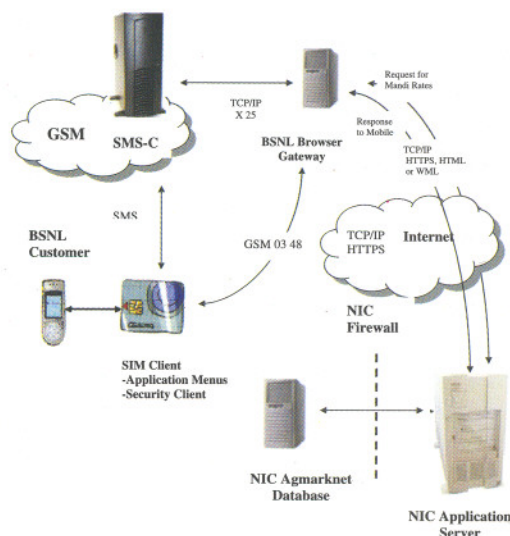 Request for
Mandi Rates
TCP/IP
X 25
GSM
SMS-C
BSNL Browser
Gateway
Response
to Mobile
TCP/IP
HTTPS, HTML
or WML
SMS
BSNL
Customer
GSM 03 48
TCP/IP
HTTPS
Internet
NIC
Firewall
SIM Client
-Application Menus
-Security Client
NIC Agmarknet
Database
NIC Application
Server